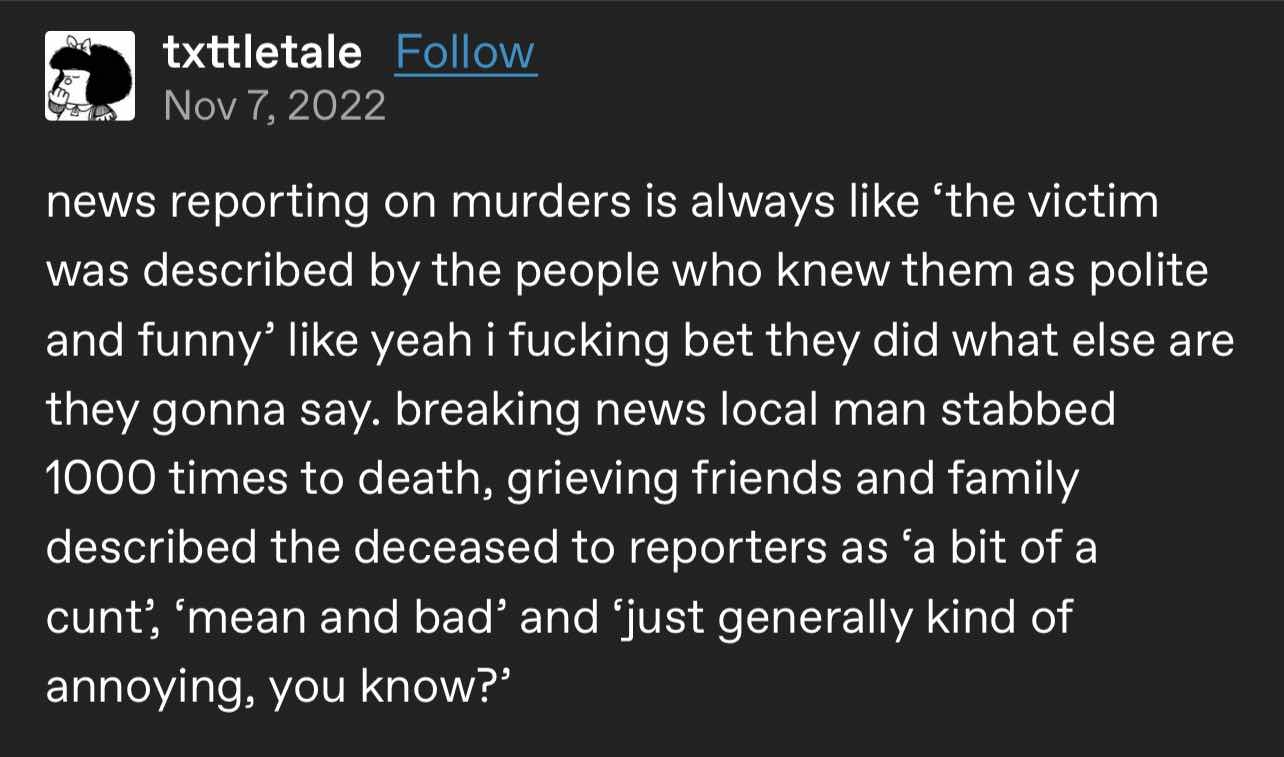 txttletale Follow
Nov 7, 2022
news reporting on murders is always like ‘the victim
was described by the people who knew them as polite
and funny’ like yeah i fucking bet they did what else are
they gonna say. breaking news local man stabbed
1000 times to death, grieving friends and family
described the deceased to reporters as ‘a bit of a
cunt’, ‘mean and bad’ and ‘just generally kind of
annoying, you know?’